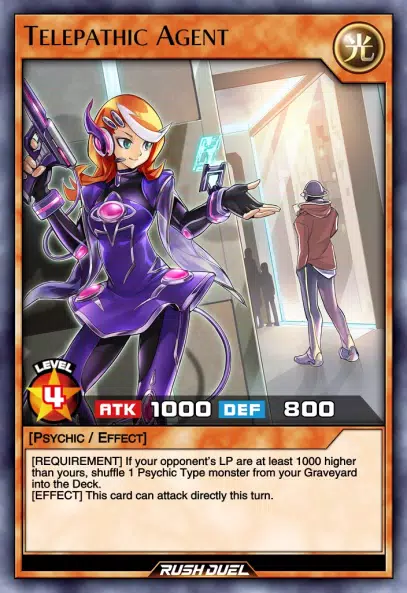 TELEPATHIC AGENT
光
LEVEL
4
ATK 1000 DEF 800
[PSYCHIC / EFFECT]
[REQUIREMENT] If your opponent's LP are at least 1000 higher
than yours, shuffle 1 Psychic Type monster from your Graveyard
into the Deck.
[EFFECT] This card can attack directly this turn.
RUSH DUEL